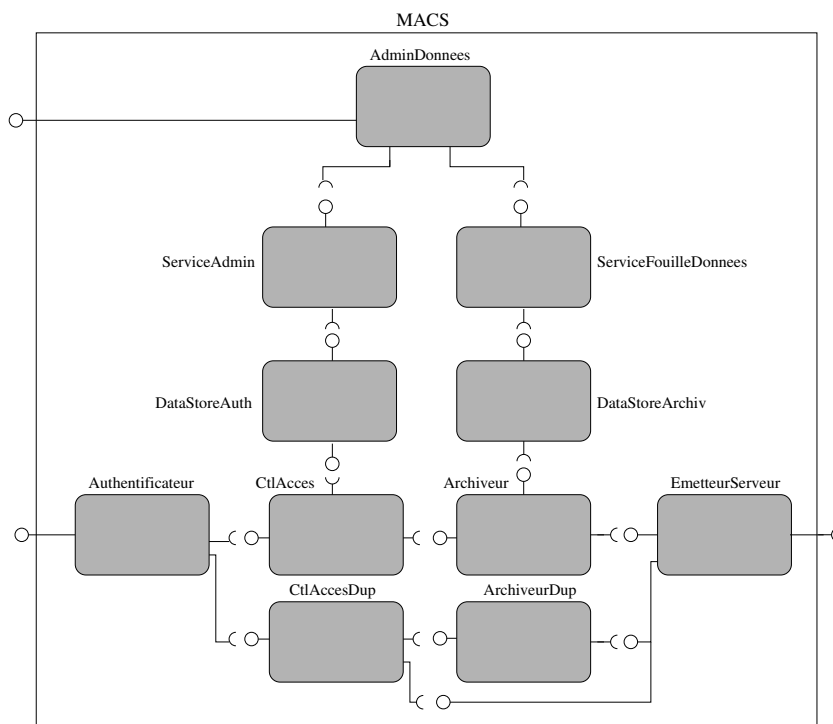 MACS
AdminDonnees
ServiceAdmin
ServiceFouilleDonnees
DataStoreAuth
DataStoreArchiv
Authentificateur
CtlAcces
Archiveur
EmetteurServeur
CtlAccesDup
ArchiveurDup